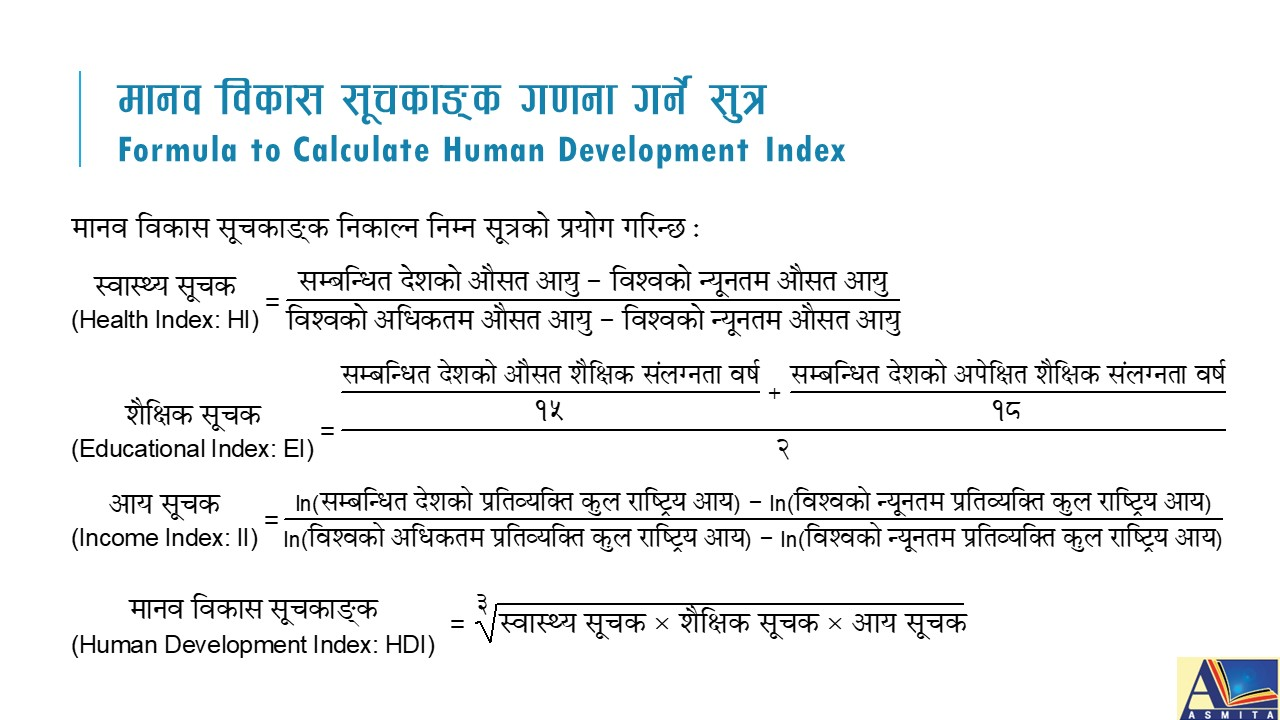 मानव विकास सूचकाङ्क गणना गर्ने सुत्र
Formula to Calculate Human Development Index
मानव विकास सूचकाङ्क निकाल्न निम्न सूत्रको प्रयोग गरिन्छ :
स्वास्थ्य सूचक
(Health Index: HI)
=
सम्बन्धित देशको औसत आयु – विश्वको न्यूनतम औसत आयु
विश्वको अधिकतम औसत आयु – विश्वको न्यूनतम औसत आयु
शैक्षिक सूचक
(Educational Index: EI)
=
सम्बन्धित देशको औसत शैक्षिक संलग्नता वर्ष
१५
+
सम्बन्धित देशको अपेक्षित शैक्षिक संलग्नता वर्ष
१८
२
आय सूचक
(Income Index: II)
=
ln(सम्बन्धित देशको प्रतिव्यक्ति कुल राष्ट्रिय आय) – ln(विश्वको न्यूनतम प्रतिव्यक्ति कुल राष्ट्रिय आय)
ln(विश्वको अधिकतम प्रतिव्यक्ति कुल राष्ट्रिय आय) – ln(विश्वको न्यूनतम प्रतिव्यक्ति कुल राष्ट्रिय आय)
मानव विकास सूचकाङ्क
(Human Development Index: HDI)
= ३√स्वास्थ्य सूचक × शैक्षिक सूचक × आय सूचक
ASMITA